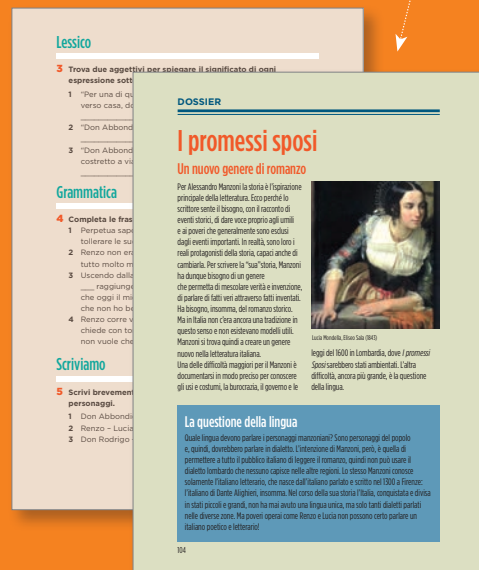 Lessico
3 Trova due aggettivi per spiegare il significato di ogni
espressione sott
1 "Per una di qu
verso casa, do
2 "Don Abbond
3 "Don Abbond
costretto a via
Grammatica
4 Completa le fras
1 Perpetua sape
tollerare le su
2 Renzo non er
tutto molto m
3 Uscendo dalla
___ raggiung
che oggi il mi
che non ho be
4 Renzo corre v
chiede con to
non vuole che
Scriviamo
5 Scrivi brevement
personaggi.
1 Don Abbondi
2 Renzo – Lucia
3 Don Rodrigo
DOSSIER
I promessi sposi
Un nuovo genere di romanzo
Per Alessandro Manzoni la storia è l'ispirazione
principale della letteratura. Ecco perché lo
scrittore sente il bisogno, con il racconto di
eventi storici, di dare voce proprio agli umili
e ai poveri che generalmente sono esclusi
dagli eventi importanti. In realtà, sono loro i
reali protagonisti della storia, capaci anche di
cambiarla. Per scrivere la "sua"storia, Manzoni
ha dunque bisogno di un genere
che permetta di mescolare verità e invenzione,
di parlare di fatti veri attraverso fatti inventati.
Ha bisogno, insomma, del romanzo storico.
Ma in Italia non c'era ancora una tradizione in
questo senso e non esistevano modelli utili.
Manzoni si trova quindi a creare un genere
nuovo nella letteratura italiana.
Una delle difficoltà maggiori per il Manzoni è
documentarsi in modo preciso per conoscere
gli usi e costumi, la burocrazia, il governo e le
Lucia Mondella, Eliseo Sala (1843)
leggi del 1600 in Lombardia, dove I promessi
Sposi sarebbero stati ambientati. L'altra
difficoltà, ancora più grande, è la questione
della lingua.
La questione della lingua
Quale lingua devono parlare i personaggi manzoniani? Sono personaggi del popolo
e, quindi, dovrebbero parlare in dialetto. L'intenzione di Manzoni, però, è quella di
permettere a tutto il pubblico italiano di leggere il romanzo, quindi non può usare il
dialetto lombardo che nessuno capisce nelle altre regioni. Lo stesso Manzoni conosce
solamente l'italiano letterario, che nasce dall'italiano parlato e scritto nel 1300 a Firenze:
l'italiano di Dante Alighieri, insomma. Nel corso della sua storia l'Italia, conquistata e divisa
in stati piccoli e grandi, non ha mai avuto una lingua unica, ma solo tanti dialetti parlati
nelle diverse zone. Ma poveri operai come Renzo e Lucia non possono certo parlare un
italiano poetico e letterario!
104